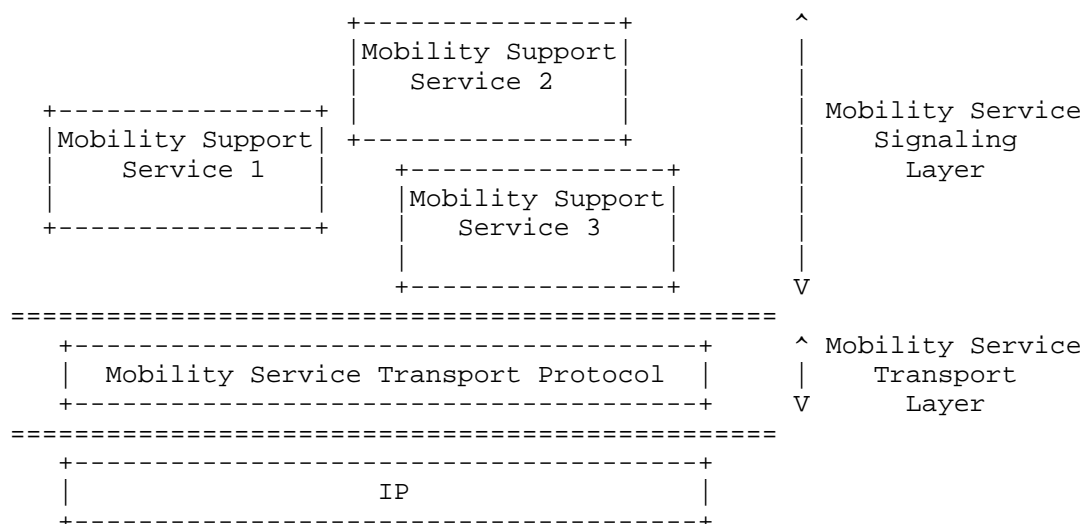 Mobility Support
Service 2
Mobility Support
Service 1
Mobility Support
Service 3
Mobility Service
Signaling
Layer
Mobility Service Transport Protocol
Mobility Service
Transport
Layer
IP